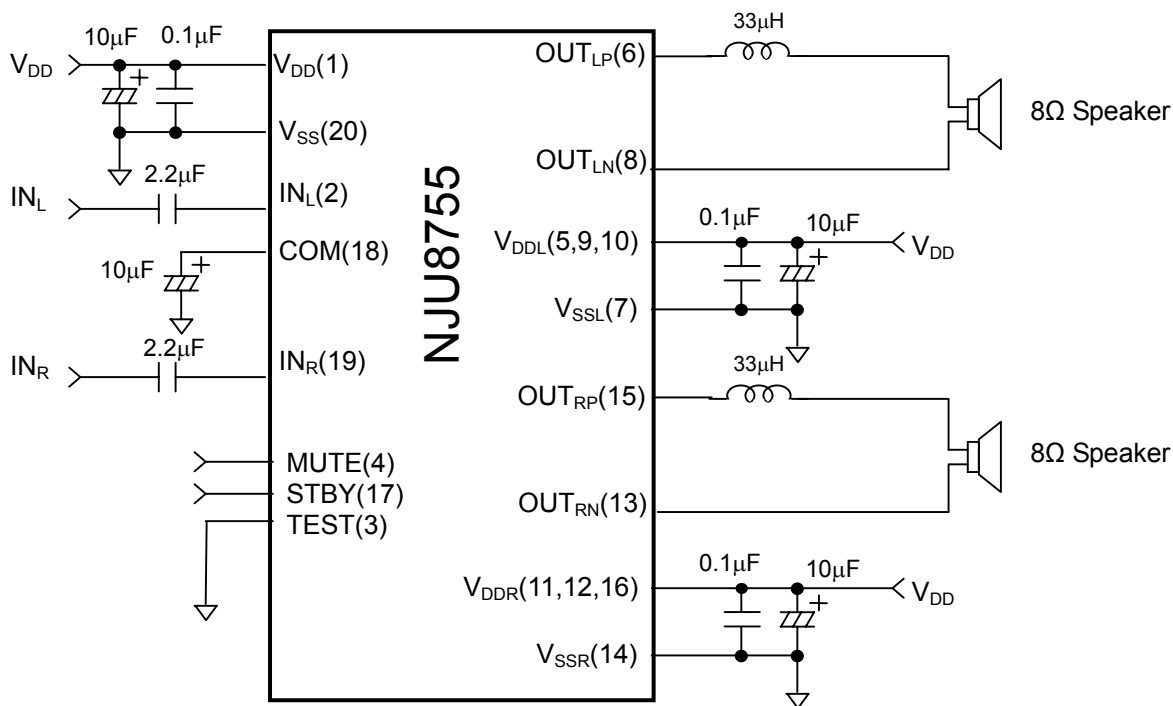 10μF
0.1μF
V_DD
V_DD(1)
V_SS(20)
2.2μF
IN_L
IN_L(2)
COM(18)
10μF
2.2μF
IN_R
IN_R(19)
MUTE(4)
STBY(17)
TEST(3)
NJU8755
33μH
OUT_LP(6)
8Ω Speaker
OUT_LN(8)
0.1μF
10μF
V_DDL(5,9,10)
V_DD
V_SSL(7)
33μH
OUT_RP(15)
8Ω Speaker
OUT_RN(13)
0.1μF
10μF
V_DDR(11,12,16)
V_DD
V_SSR(14)